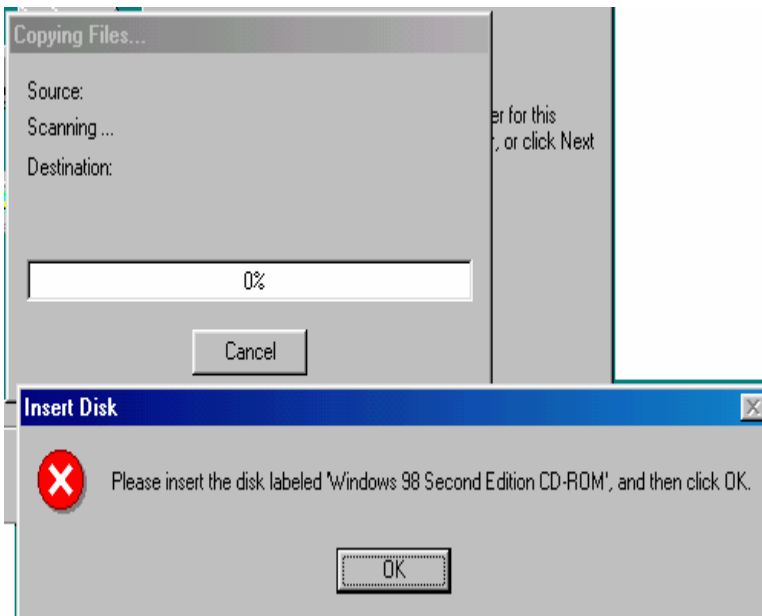 Copying Files...
Source:
Scanning ...
Destination:
er for this
, or click Next
0%
Cancel
Insert Disk
Please insert the disk labeled 'Windows 98 Second Edition CD-ROM', and then click OK.
OK